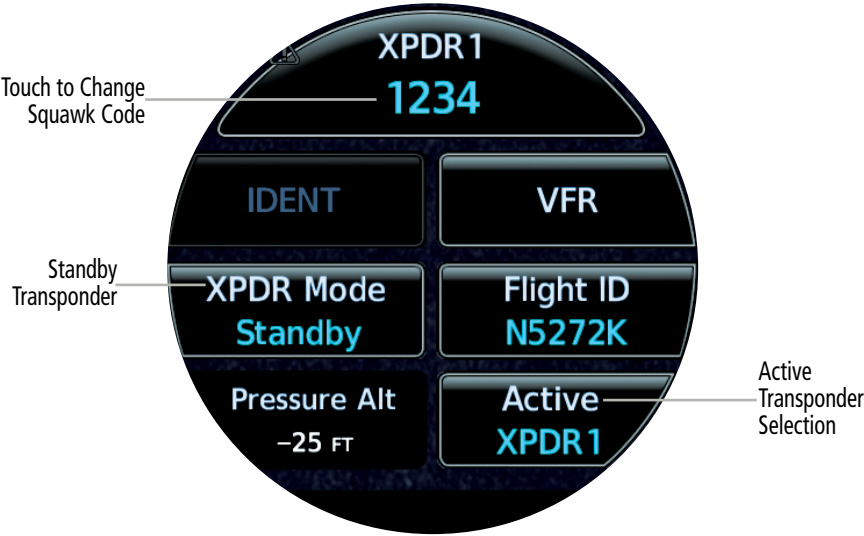 XPDR1
1234
Touch to Change
Squawk Code
IDENT
VFR
Standby
Transponder
XPDR Mode
Standby
Flight ID
N5272K
Pressure Alt
–25 FT
Active
XPDR1
Active
Transponder
Selection